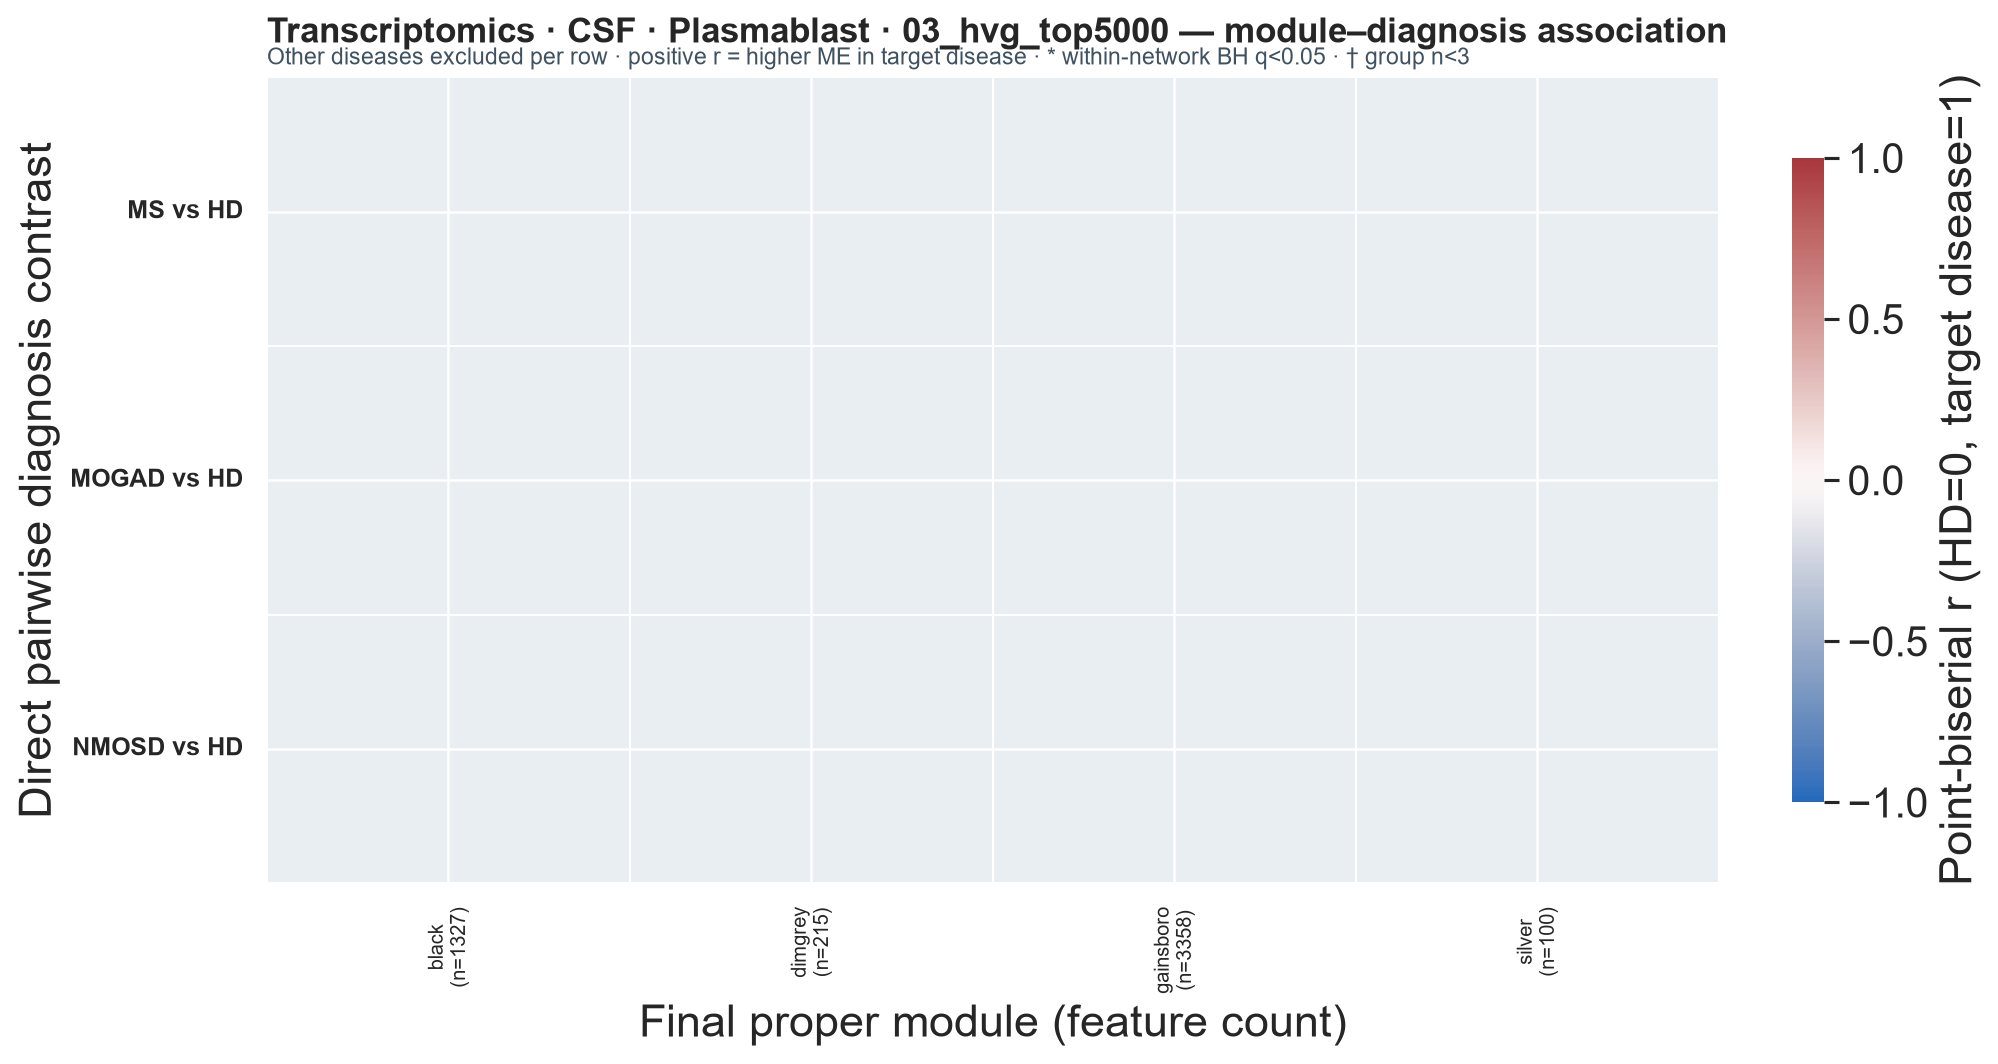 Transcriptomics · CSF · Plasmablast · 03_hvg_top5000 — module–diagnosis association
Other diseases excluded per row · positive r = higher ME in target disease · * within-network BH q<0.05 · † group n<3
Direct pairwise diagnosis contrast
MS vs HD
MOGAD vs HD
NMOSD vs HD
black
(n=1327)
dimgrey
(n=215)
gainsboro
(n=3358)
silver
(n=100)
Final proper module (feature count)
1.0
0.5
0.0
−0.5
−1.0
Point-biserial r (HD=0, target disease=1)